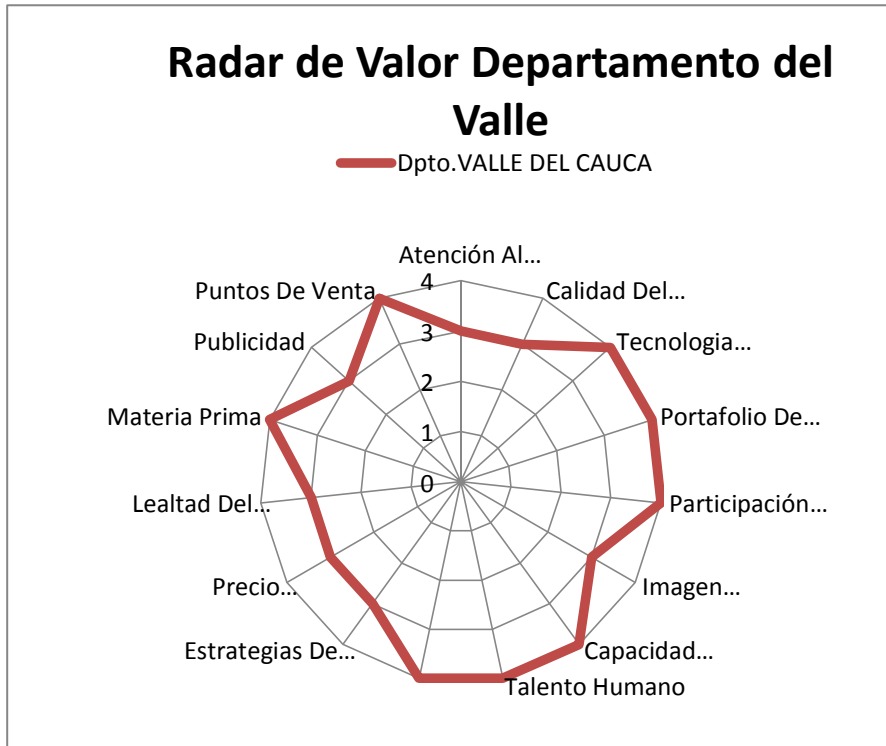 Radar de Valor Departamento del
Valle
Dpto.VALLE DEL CAUCA
Atención Al...
Calidad Del...
Tecnologia...
Portafolio De...
Participación...
Imagen...
Capacidad...
Talento Humano
Estrategias De...
Precio...
Lealtad Del...
Materia Prima
Publicidad
Puntos De Venta
4
3
2
1
0